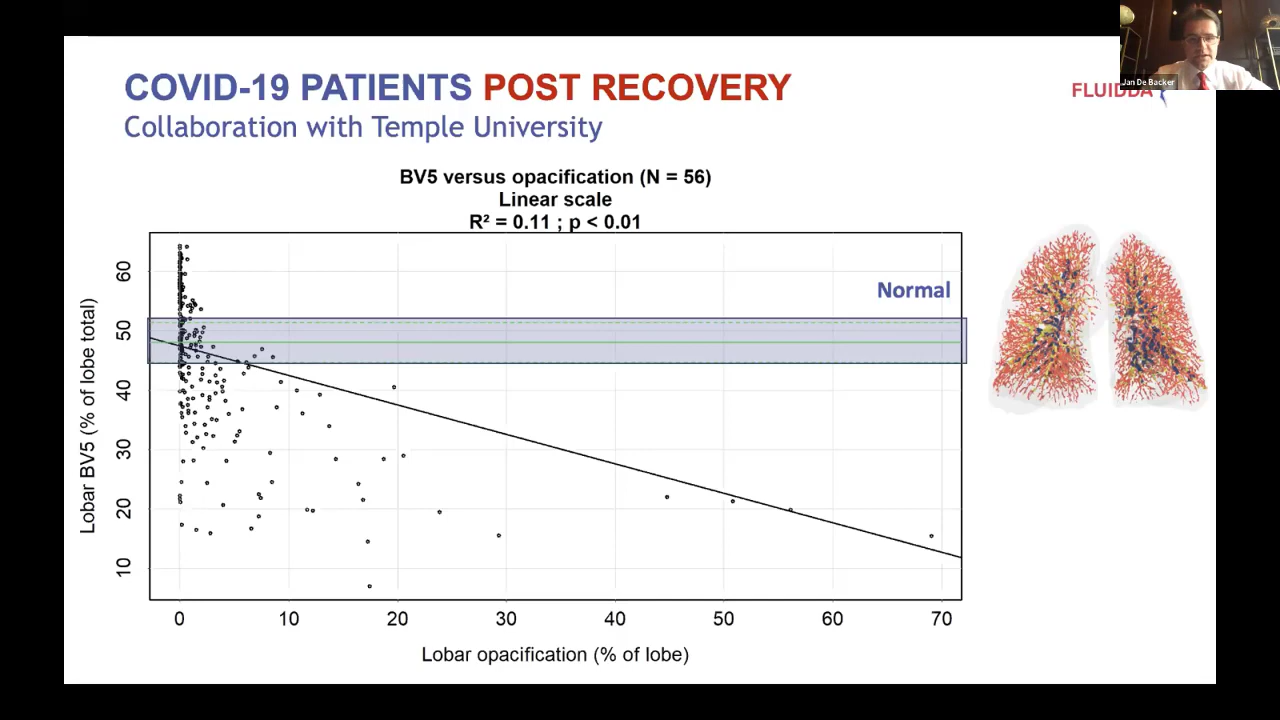 COVID-19 PATIENTS POST RECOVERY
Collaboration with Temple University
Jan De Backer
FLUIDDA
BV5 versus opacification (N = 56)
Linear scale
R² = 0.11 ; p < 0.01
Normal
Lobar BV5 (% of lobe total)
60
50
40
30
20
10
0 10 20 30 40 50 60 70
Lobar opacification (% of lobe)